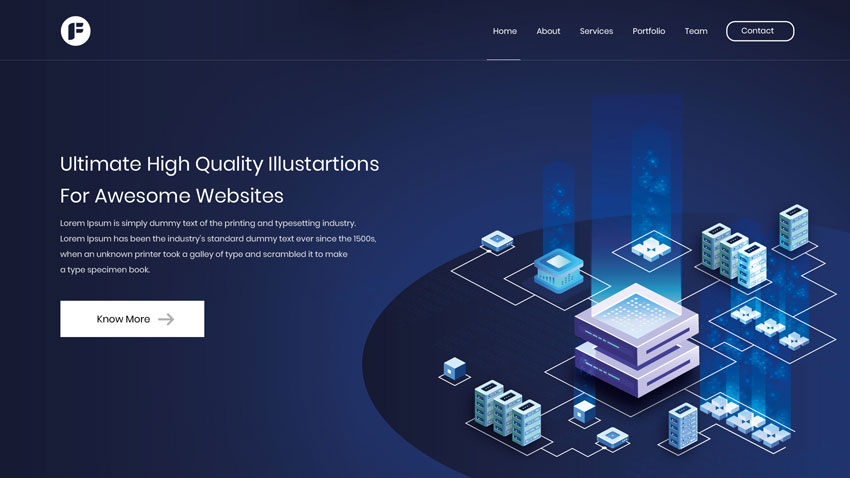 F
Home About Services Portfolio Team Contact
Ultimate High Quality Illustartions
For Awesome Websites
Lorem Ipsum is simply dummy text of the printing and typesetting industry.
Lorem Ipsum has been the industry's standard dummy text ever since the 1500s,
when an unknown printer took a galley of type and scrambled it to make
a type specimen book.
Know More